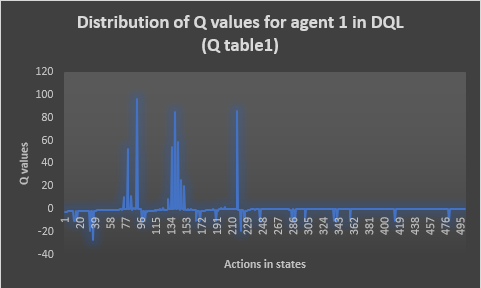 Distribution of Q values for agent 1 in DQL
(Q table1)
120
100
80
60
40
20
0
-20
-40
Q values
1 20 39 58 77 96 115 134 153 172 191 210 229 248 267 286 305 324 343 362 381 400 419 438 457 476 495
Actions in states